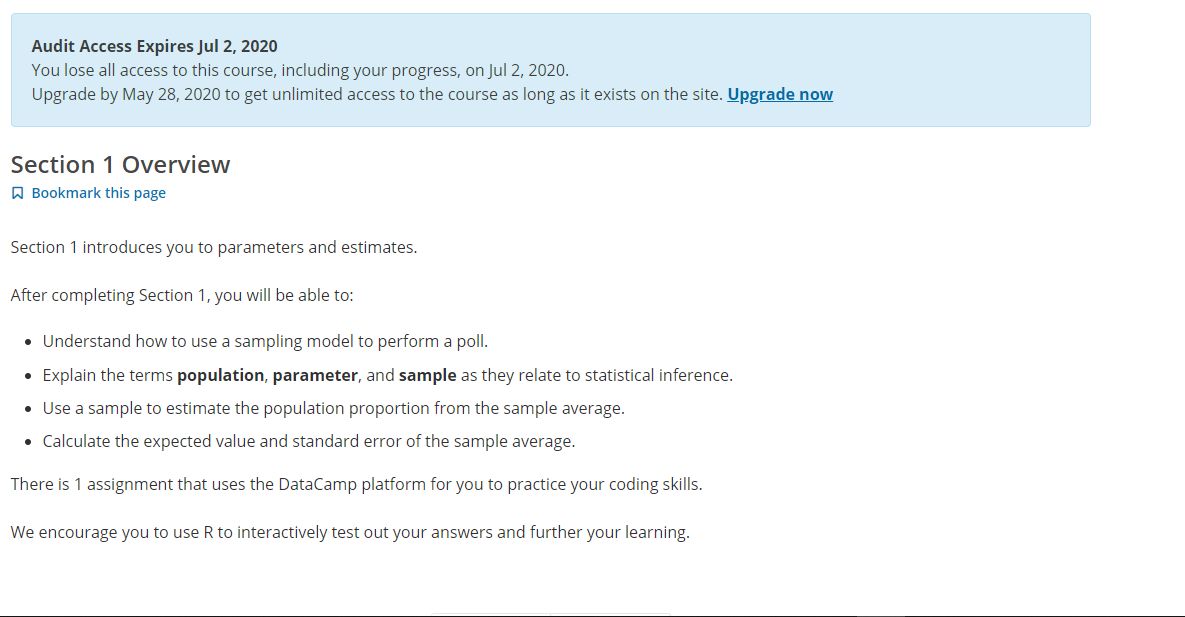 Audit Access Expires Jul 2, 2020
You lose all access to this course, including your progress, on Jul 2, 2020.
Upgrade by May 28, 2020 to get unlimited access to the course as long as it exists on the site. Upgrade now
Section 1 Overview
Bookmark this page
Section 1 introduces you to parameters and estimates.
After completing Section 1, you will be able to:
• Understand how to use a sampling model to perform a poll.
• Explain the terms population, parameter, and sample as they relate to statistical inference.
• Use a sample to estimate the population proportion from the sample average.
• Calculate the expected value and standard error of the sample average.
There is 1 assignment that uses the DataCamp platform for you to practice your coding skills.
We encourage you to use R to interactively test out your answers and further your learning.